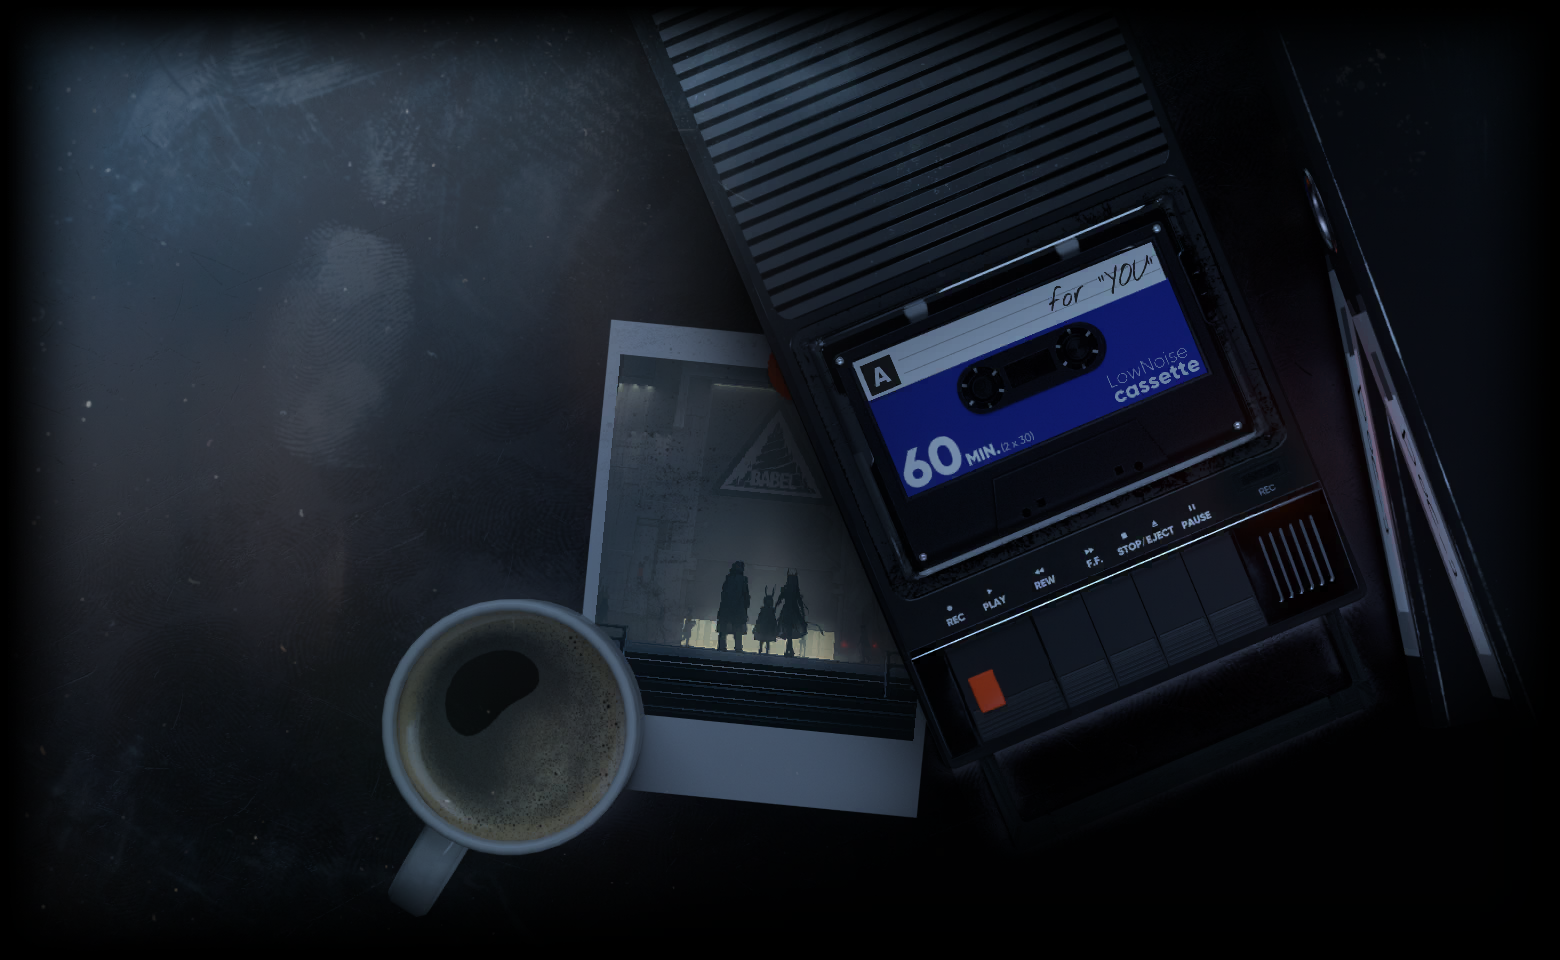 for "YOU"
A
LowNoise
cassette
60 MIN. (2 x 30)
BABEL
REC
PLAY
REW
F.F.
STOP/EJECT
PAUSE
REC